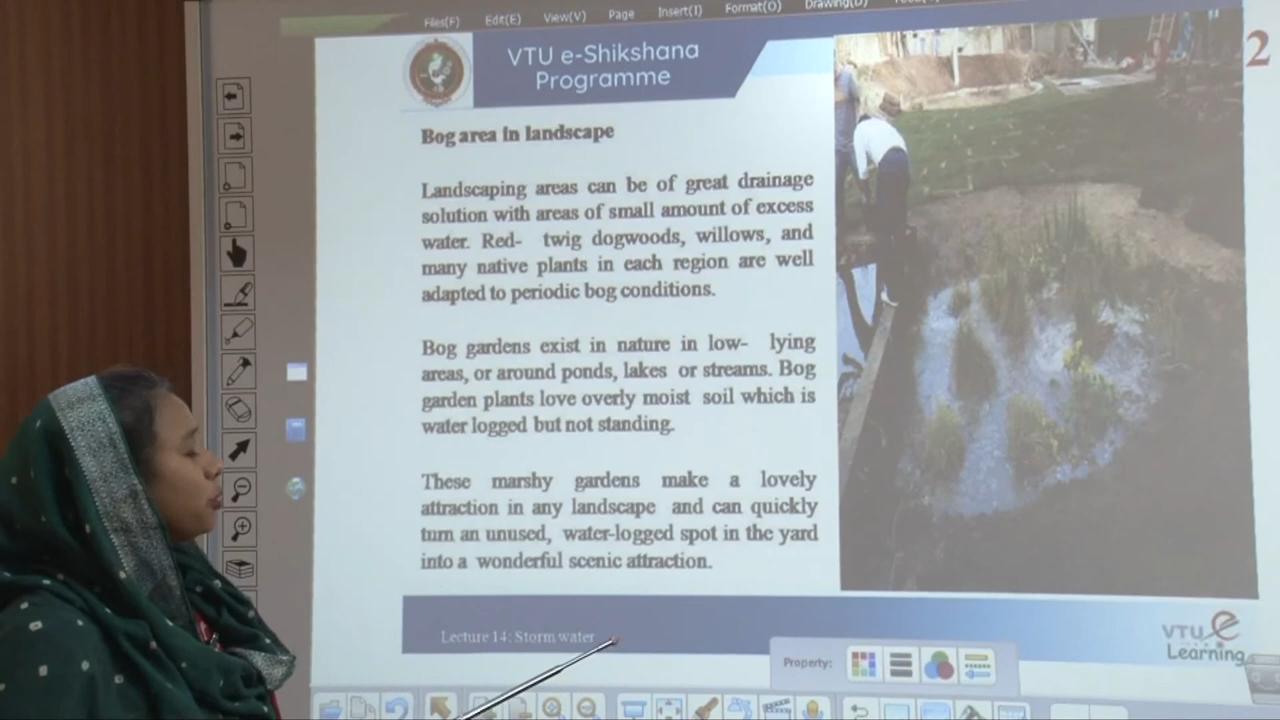 Files(F) Edit(E) View(V) Page Insert(I) Format(O) Drawing(D)
2
VTU e-Shikshana
Programme
Bog area in landscape
Landscaping areas can be of great drainage
solution with areas of small amount of excess
water. Red- twig dogwoods, willows, and
many native plants in each region are well
adapted to periodic bog conditions.
Bog gardens exist in nature in low- lying
areas, or around ponds, lakes or streams. Bog
garden plants love overly moist soil which is
water logged but not standing.
These marshy gardens make a lovely
attraction in any landscape and can quickly
turn an unused, water-logged spot in the yard
into a wonderful scenic attraction.
Lecture 14: Storm water
VTU e
Learning
Property: